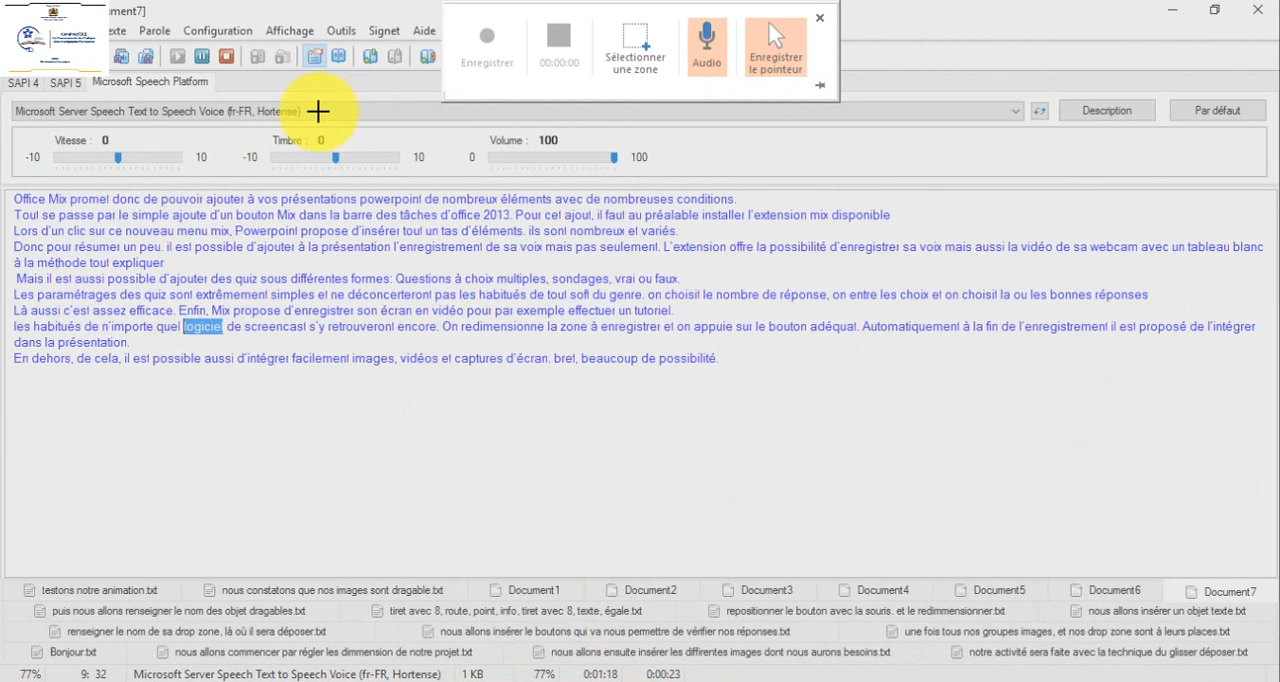 ocument7]
exte Parole Configuration Affichage Outils Signet Aide
Enregistrer
00:00:00
Sélectionner
une zone
Audio
Enregistrer
le pointeur
SAPI 4 SAPI 5 Microsoft Speech Platform
Microsoft Server Speech Text to Speech Voice (fr-FR, Hortense)
Description
Par défaut
Vitesse : 0 Timbre : 0 Volume : 100
-10 10 -10 10 0 100
Office Mix promet donc de pouvoir ajouter à vos présentations powerpoint de nombreux éléments avec de nombreuses conditions.
Tout se passe par le simple ajoute d'un bouton Mix dans la barre des tâches d'office 2013. Pour cel ajout, il faut au préalable installer l'extension mix disponible
Lors d'un clic sur ce nouveau menu mix, Powerpoint propose d'insérer tout un tas d'éléments. ils sont nombreux et variés.
Donc pour résumer un peu. il est possible d'ajouter à la présentation l'enregistrement de sa voix mais pas seulement. L'extension offre la possibilité d'enregistrer sa voix mais aussi la vidéo de sa webcam avec un tableau blanc
à la méthode tout expliquer
Mais il est aussi possible d'ajouter des quiz sous différentes formes: Questions à choix multiples, sondages, vrai ou faux.
Les paramétrages des quiz sont extrêmement simples et ne déconcerteront pas les habitués de tout soft du genre. on choisit le nombre de réponse, on entre les choix et on choisit la ou les bonnes réponses
Là aussi c'est assez efficace. Enfin, Mix propose d'enregistrer son écran en vidéo pour par exemple effectuer un tutoriel.
les habitués de n'importe quel logiciel de screencast s'y retrouveront encore. On redimensionne la zone à enregistrer et on appuie sur le bouton adéquat. Automatiquement à la fin de l'enregistrement il est proposé de l'intégrer
dans la présentation.
En dehors, de cela, il est possible aussi d'intégrer facilement images, vidéos et captures d'écran. bref, beaucoup de possibilité.
testons notre animation.txt nous constatons que nos images sont dragable.txt Document1 Document2 Document3 Document4 Document5 Document6 Document7
puis nous allons renseigner le nom des objet dragables.txt tiret avec 8, route, point, info, tiret avec 8, texte, égale.txt repositionner le bouton avec la souris. et le redimmensionner.txt nous allons insérer un objet texte.txt
renseigner le nom de sa drop zone, là où il sera déposer.txt nous allons insérer le boutons qui va nous permettre de vérifier nos réponses.txt une fois tous nos groupes images, et nos drop zone sont à leurs places.txt
Bonjour.txt nous allons commencer par régler les dimmension de notre projet.txt nous allons ensuite insérer les diffirentes images dont nous aurons besoins.txt notre activité sera faite avec la technique du glisser déposer.txt
77% 9: 32 Microsoft Server Speech Text to Speech Voice (fr-FR, Hortense) 1 KB 77% 0:01:18 0:00:23